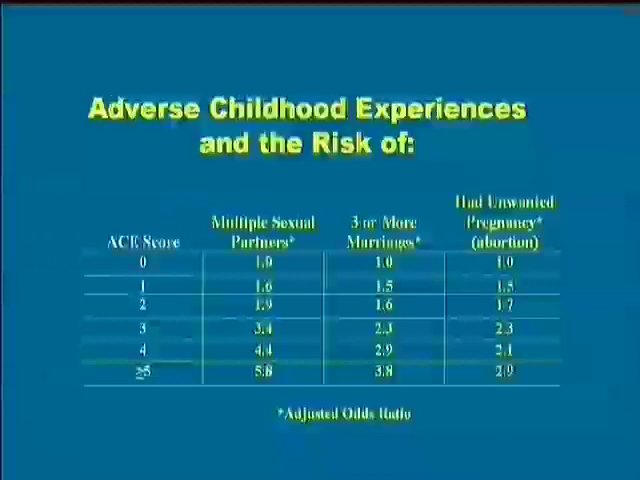 Adverse Childhood Experiences
and the Risk of:
Had Unwanted
Multiple Sexual 3 or More Pregnancy*
ACE Score Partners* Marriages* (abortion)
0 1.0 1.0
1 1.6 1.5 1.5
2 1.9 1.6 1.7
3 3.4 2.3 2.3
4 4.4 2.9 2.1
≥5 5.8 3.8 2.9
*Adjusted Odds Ratio